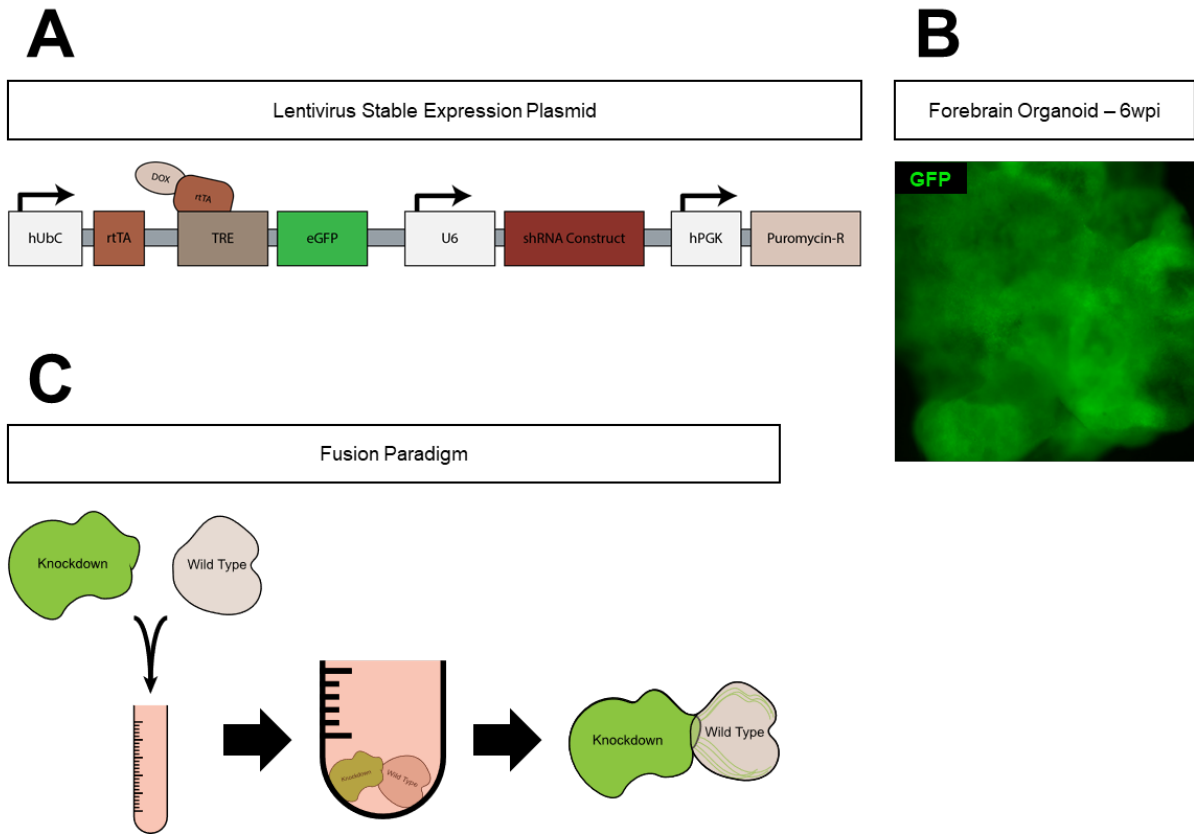 A
Lentivirus Stable Expression Plasmid
DOX
rtTA
hUbC
rtTA
TRE
eGFP
U6
shRNA Construct
hPGK
Puromycin-R
B
Forebrain Organoid – 6wpi
GFP
C
Fusion Paradigm
Knockdown
Wild Type
Knockdown
Wild Type
Knockdown
Wild Type